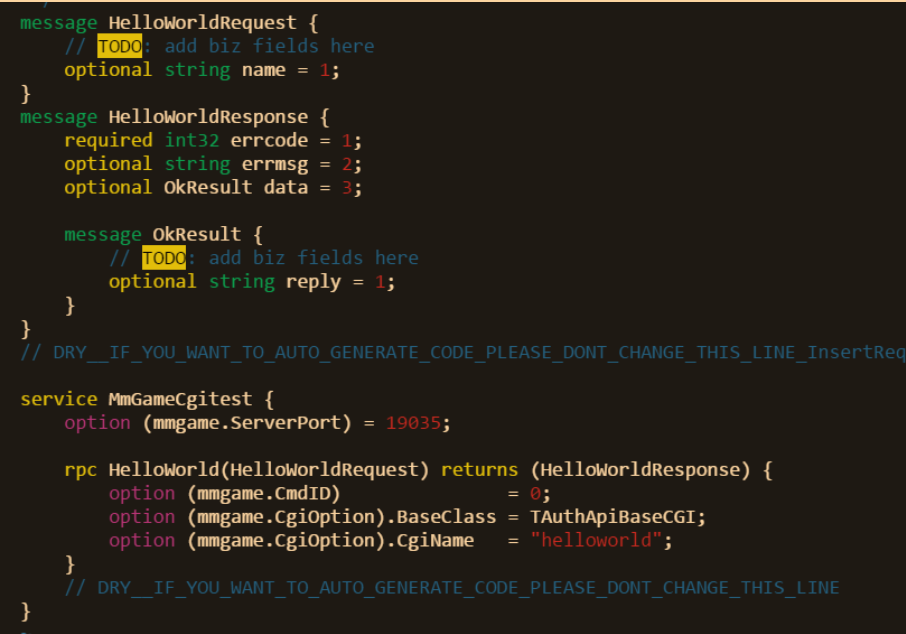 message HelloWorldRequest {
    // TODO: add biz fields here
    optional string name = 1;
}
message HelloWorldResponse {
    required int32 errcode = 1;
    optional string errmsg = 2;
    optional OkResult data = 3;

    message OkResult {
        // TODO: add biz fields here
        optional string reply = 1;
    }
}
// DRY__IF_YOU_WANT_TO_AUTO_GENERATE_CODE_PLEASE_DONT_CHANGE_THIS_LINE_InsertReq

service MmGameCgitest {
    option (mmgame.ServerPort) = 19035;

    rpc HelloWorld(HelloWorldRequest) returns (HelloWorldResponse) {
        option (mmgame.CmdID)               = 0;
        option (mmgame.CgiOption).BaseClass = TAuthApiBaseCGI;
        option (mmgame.CgiOption).CgiName   = "helloworld";
    }
    // DRY__IF_YOU_WANT_TO_AUTO_GENERATE_CODE_PLEASE_DONT_CHANGE_THIS_LINE
}